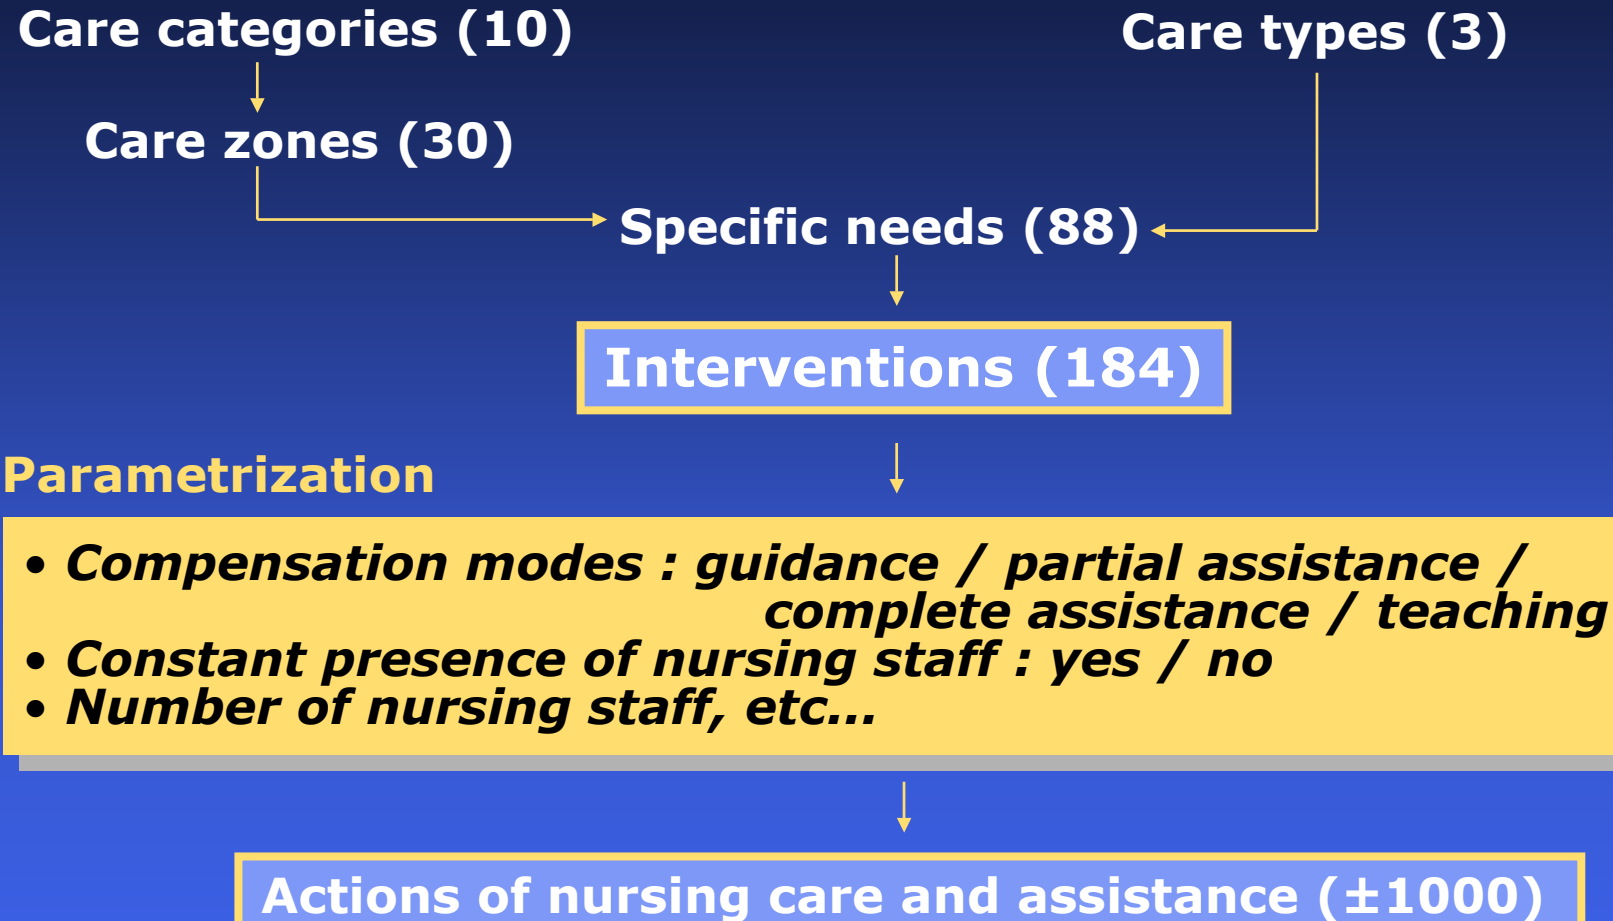 Care categories (10)
Care types (3)
Care zones (30)
Specific needs (88)
Interventions (184)
Parametrization
• Compensation modes : guidance / partial assistance /
complete assistance / teaching
• Constant presence of nursing staff : yes / no
• Number of nursing staff, etc…
Actions of nursing care and assistance (±1000)